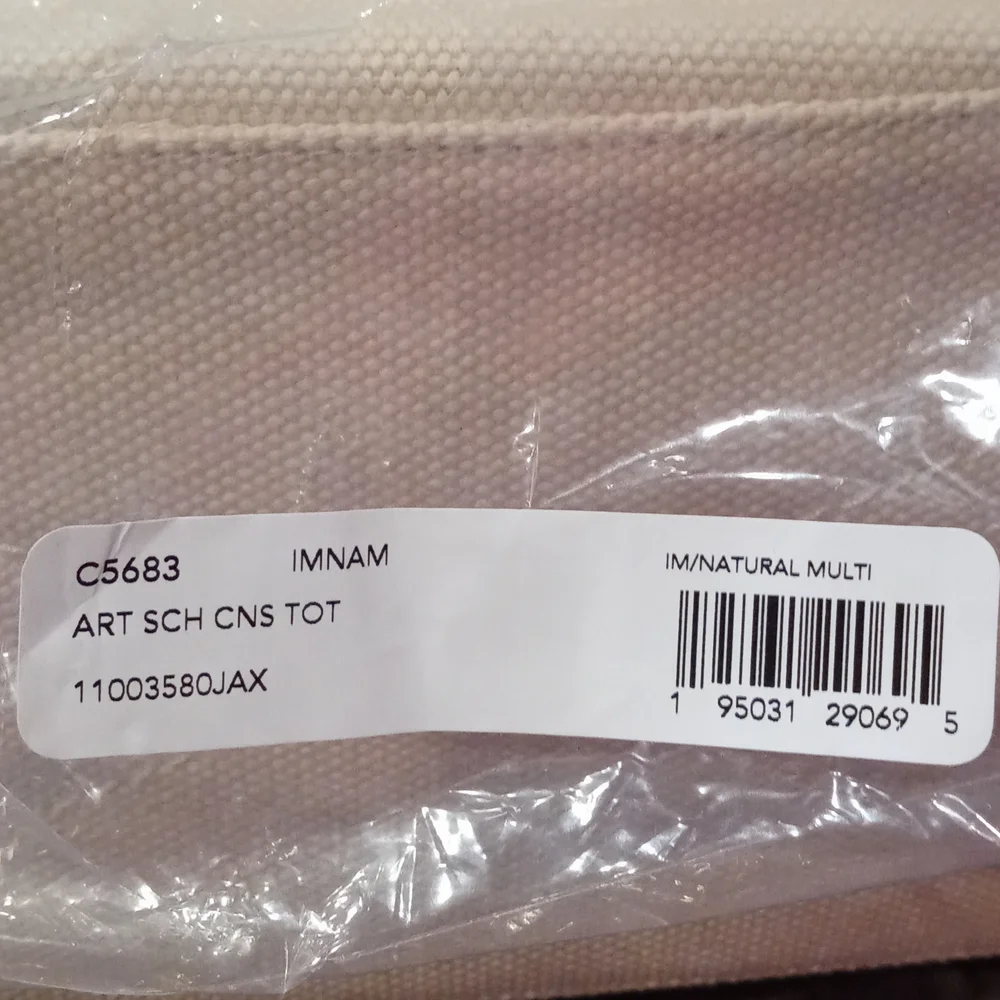 C5683 IMNAM
ART SCH CNS TOT
11003580JAX
IM/NATURAL MULTI
1 95031 29069 5